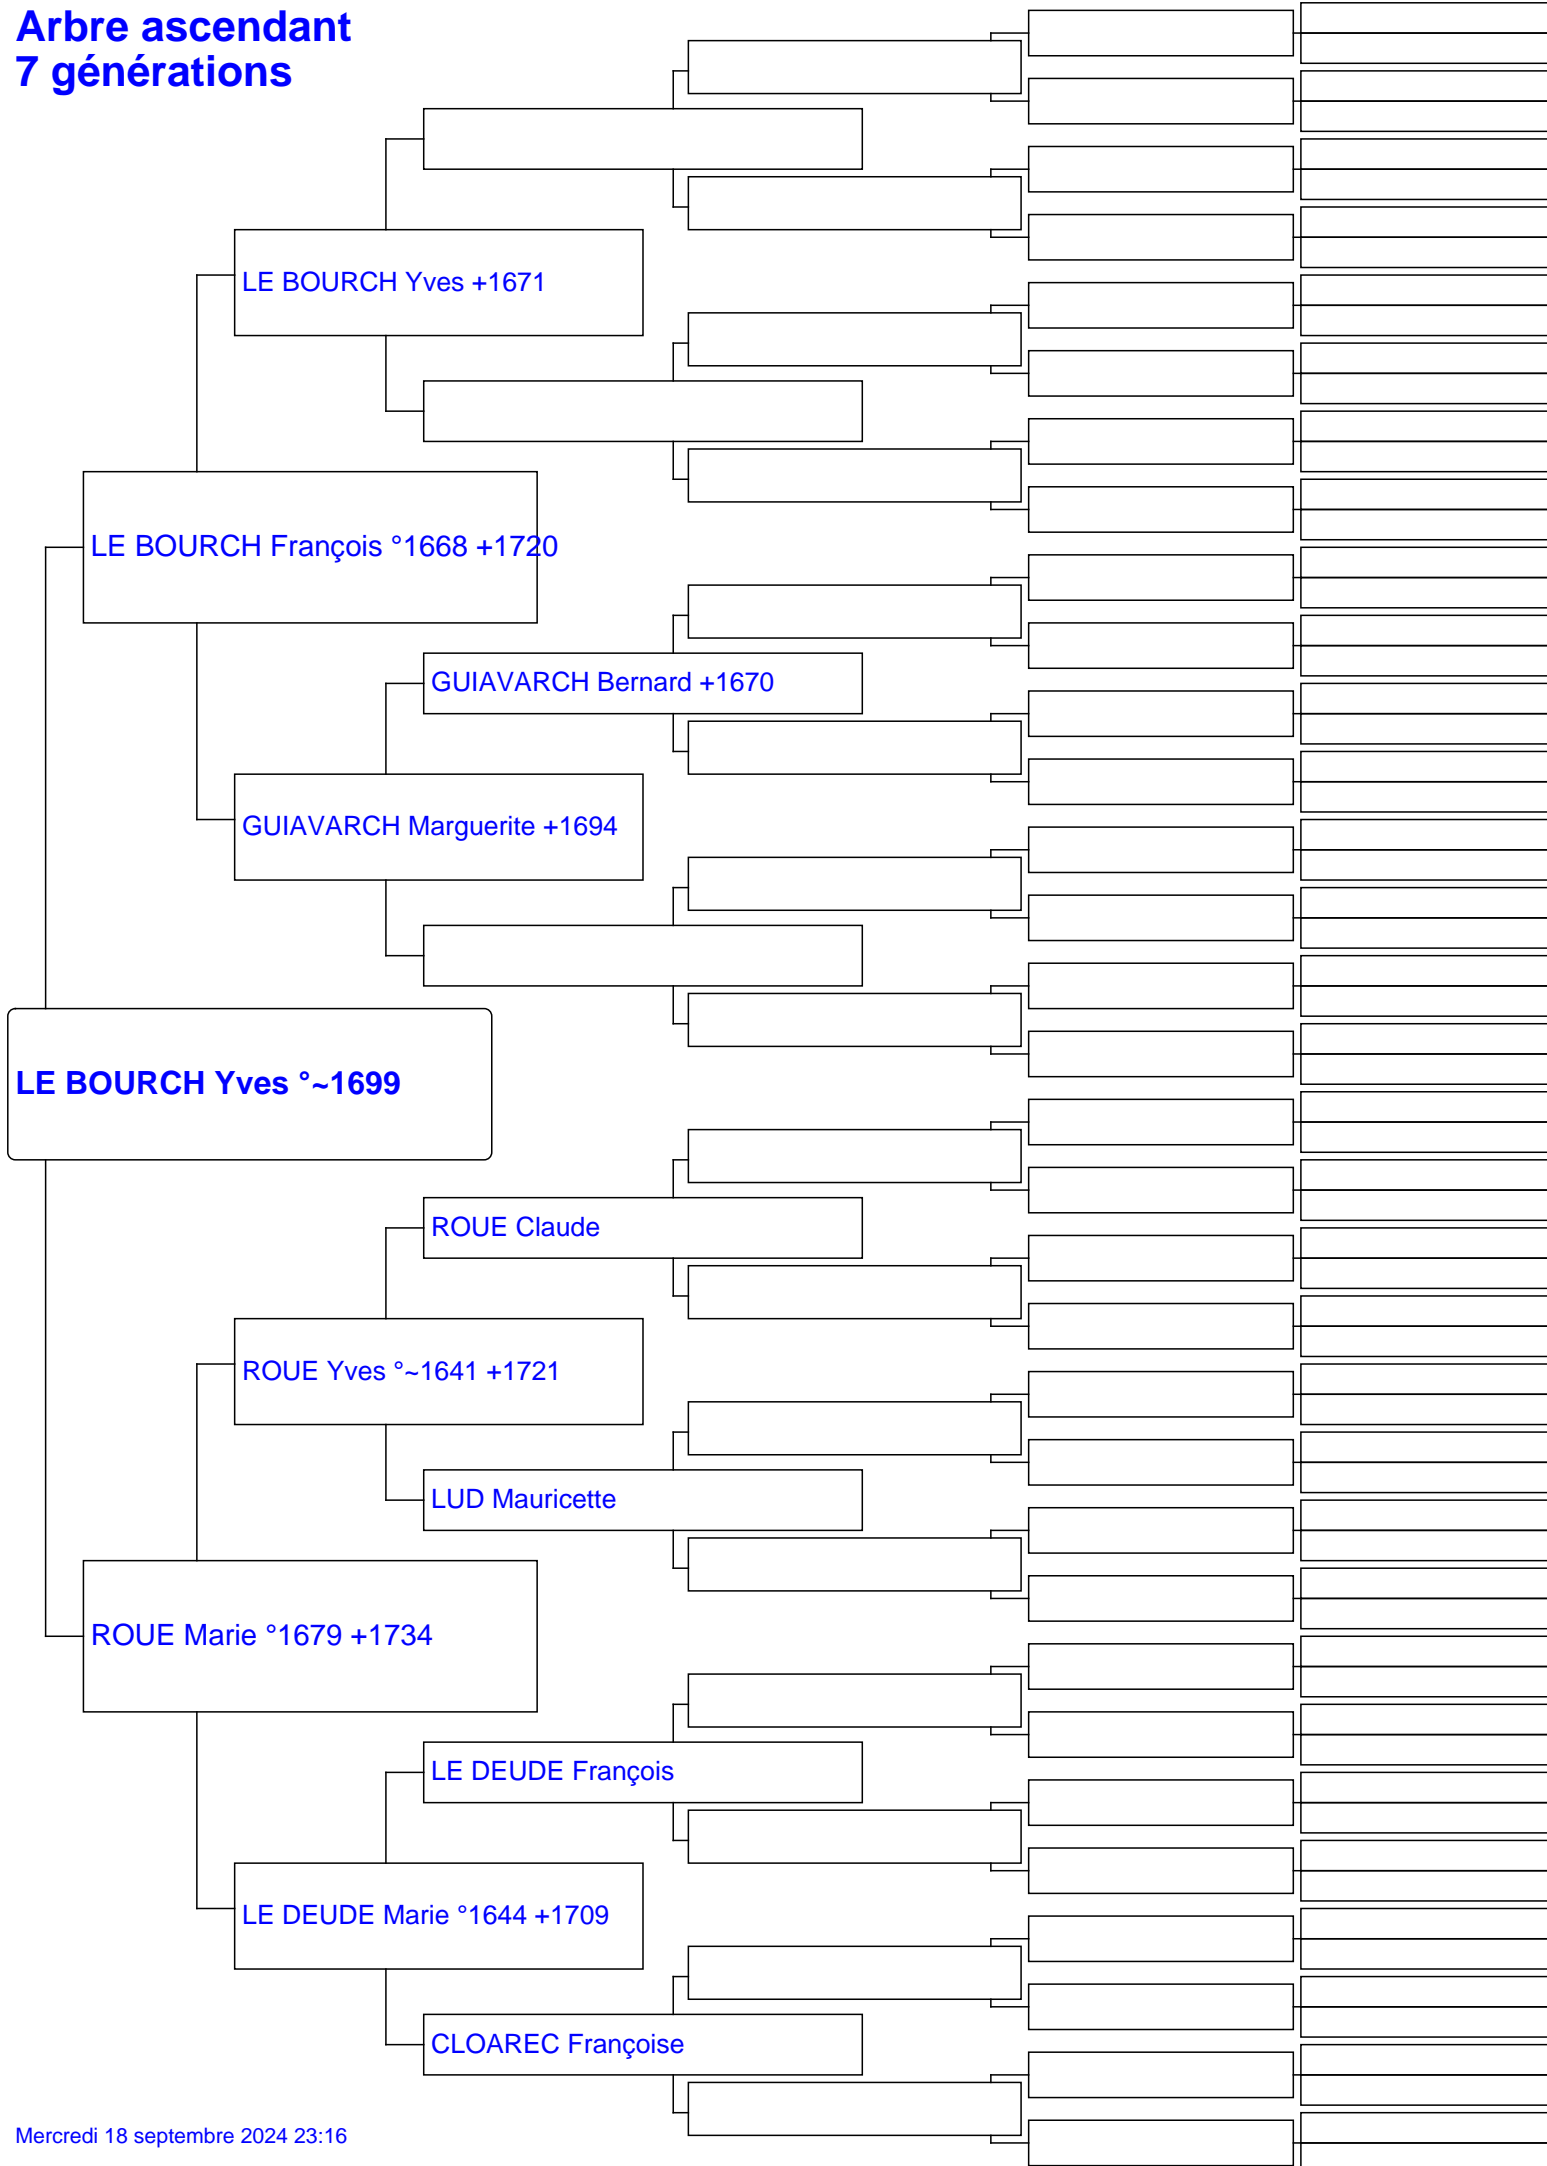 Arbre ascendant
7 générations
LE BOURCH Yves +1671
LE BOURCH François °1668 +1720
GUIAVARCH Bernard +1670
GUIAVARCH Marguerite +1694
LE BOURCH Yves °~1699
ROUE Claude
ROUE Yves °~1641 +1721
LUD Mauricette
ROUE Marie °1679 +1734
LE DEUDE François
LE DEUDE Marie °1644 +1709
CLOAREC Françoise
Mercredi 18 septembre 2024 23:16